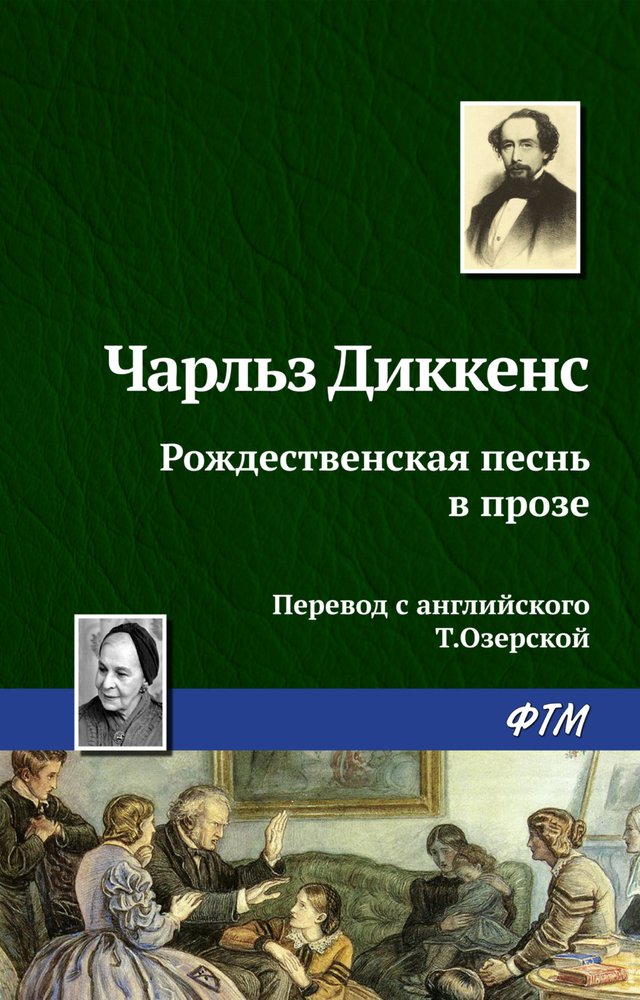 Чарльз Диккенс
Рождественская песнь
в прозе
Перевод с английского
Т.Озерской
ФТМ